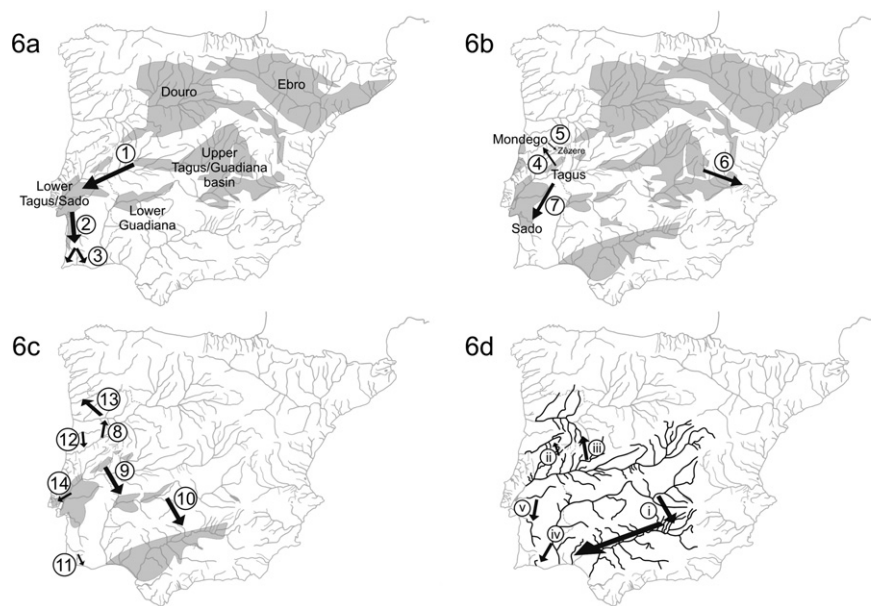 6a
Douro
Ebro
1
Upper
Tagus/Guadiana
basin
Lower
Tagus/Sado
Lower
Guadiana
2
3
6b
Mondego
5
Zêzere
4
Tagus
6
7
Sado
6c
13
12
8
9
14
10
11
6d
ii
iii
v
i
iv